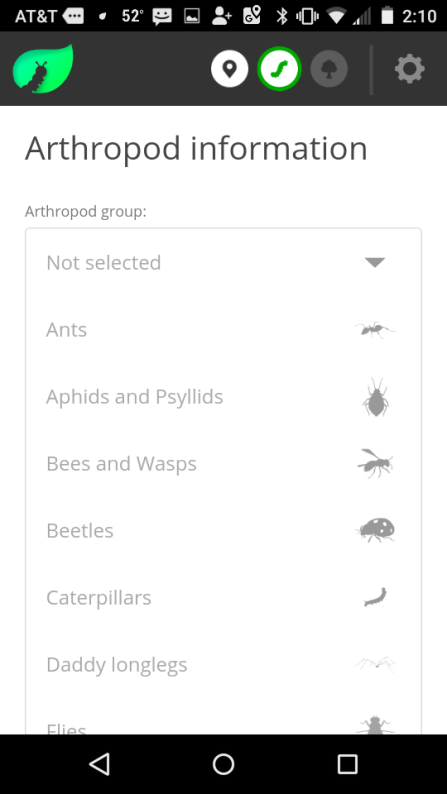 AT&T 52° 2:10
Arthropod information
Arthropod group:
Not selected
Ants
Aphids and Psyllids
Bees and Wasps
Beetles
Caterpillars
Daddy longlegs
Flies